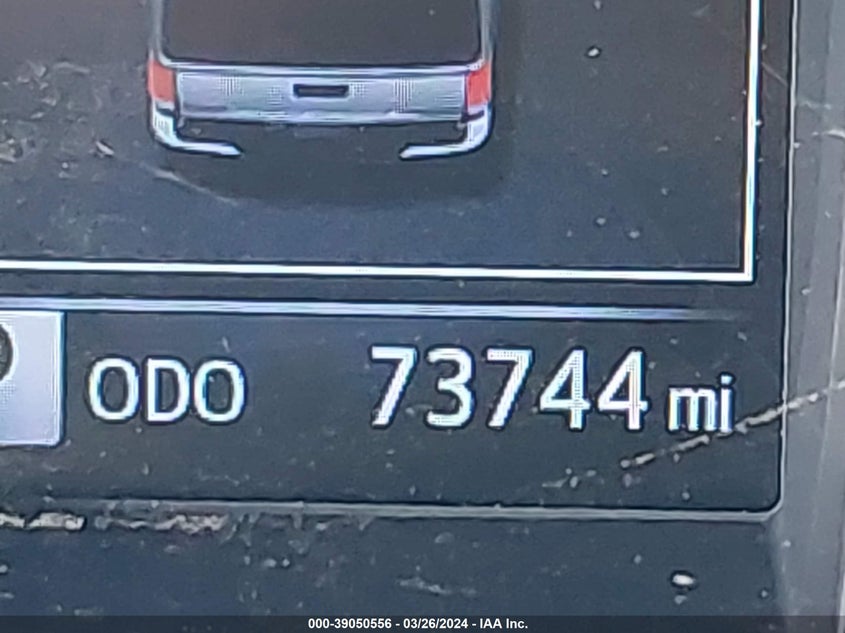 ODO 73744 mi
000-39050556 - 03/26/2024 - IAA Inc.